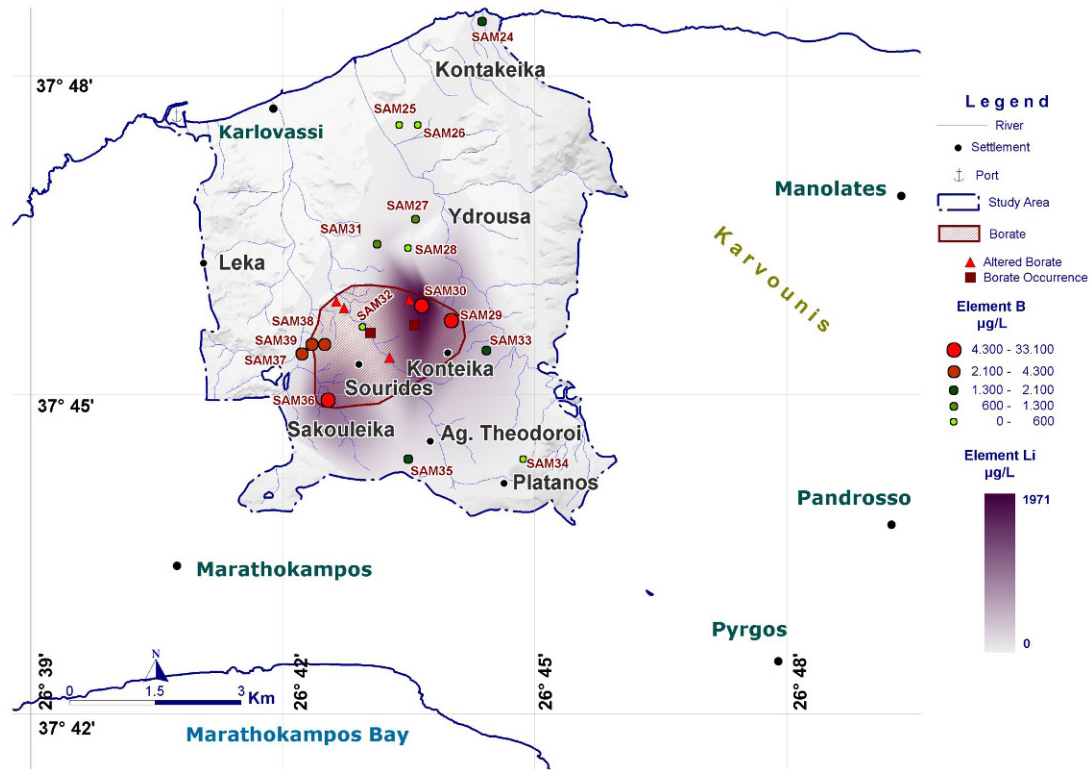 SAM24
Kontakeika
37° 48'
SAM25
SAM26
Karlovassi
Manolates
SAM27
Ydrousa
SAM31
SAM28
Leka
Karvounis
SAM32
SAM30
SAM29
SAM38
SAM39
SAM37
SAM33
Konteika
Sourides
37° 45'
SAM36
Sakouleika
Ag. Theodoroi
SAM35
SAM34
Platanos
Pandrosso
Marathokampos
Pyrgos
26° 39'
26° 42'
26° 45'
26° 48'
N
0 1.5 3 Km
37° 42'
Marathokampos Bay
Legend
River
Settlement
Port
Study Area
Borate
Altered Borate
Borate Occurrence
Element B
µg/L
4.300 - 33.100
2.100 - 4.300
1.300 - 2.100
600 - 1.300
0 - 600
Element Li
µg/L
1971
0